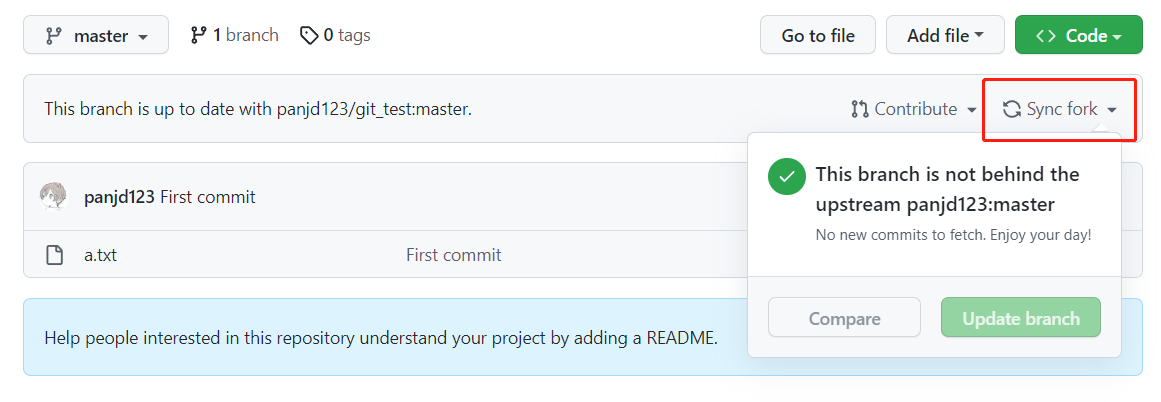 master 1 branch 0 tags Go to file Add file <> Code
This branch is up to date with panjd123/git_test:master. Contribute Sync fork
This branch is not behind the
upstream panjd123:master
No new commits to fetch. Enjoy your day!
Compare Update branch
panjd123 First commit
a.txt First commit
Help people interested in this repository understand your project by adding a README.